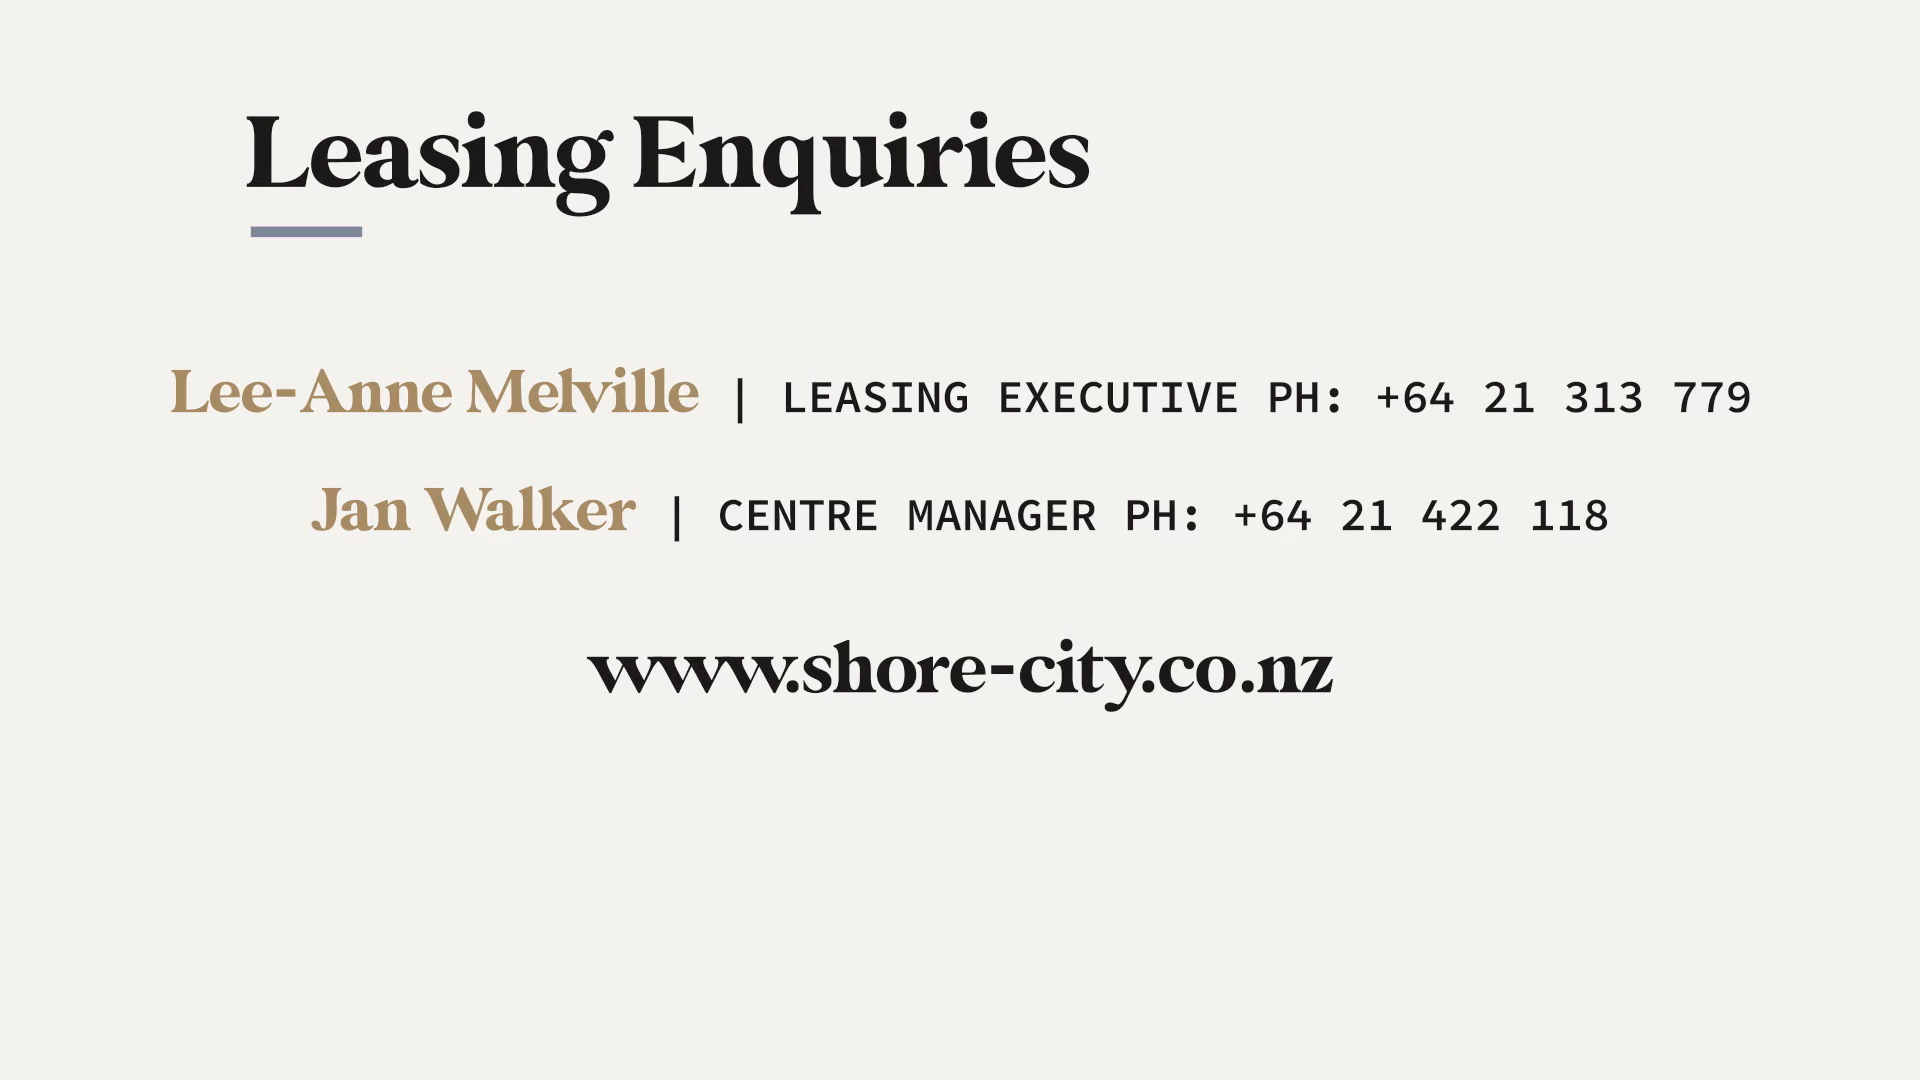 Leasing Enquiries
Lee-Anne Melville | LEASING EXECUTIVE PH: +64 21 313 779
Jan Walker | CENTRE MANAGER PH: +64 21 422 118
www.shore-city.co.nz